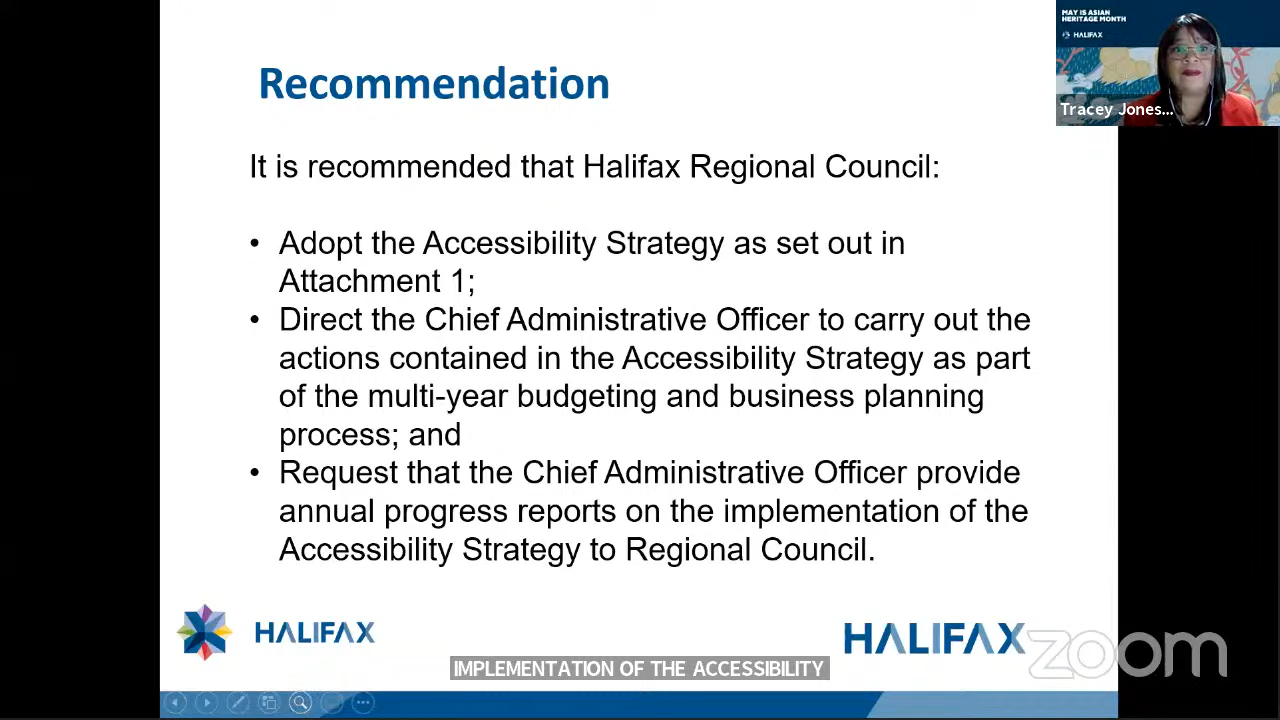 MAY IS ASIAN
HERITAGE MONTH
HALIFAX
Tracey Jones...
Recommendation
It is recommended that Halifax Regional Council:
• Adopt the Accessibility Strategy as set out in
Attachment 1;
• Direct the Chief Administrative Officer to carry out the
actions contained in the Accessibility Strategy as part
of the multi-year budgeting and business planning
process; and
• Request that the Chief Administrative Officer provide
annual progress reports on the implementation of the
Accessibility Strategy to Regional Council.
HALIFAX
HALIFAX
zoom
IMPLEMENTATION OF THE ACCESSIBILITY